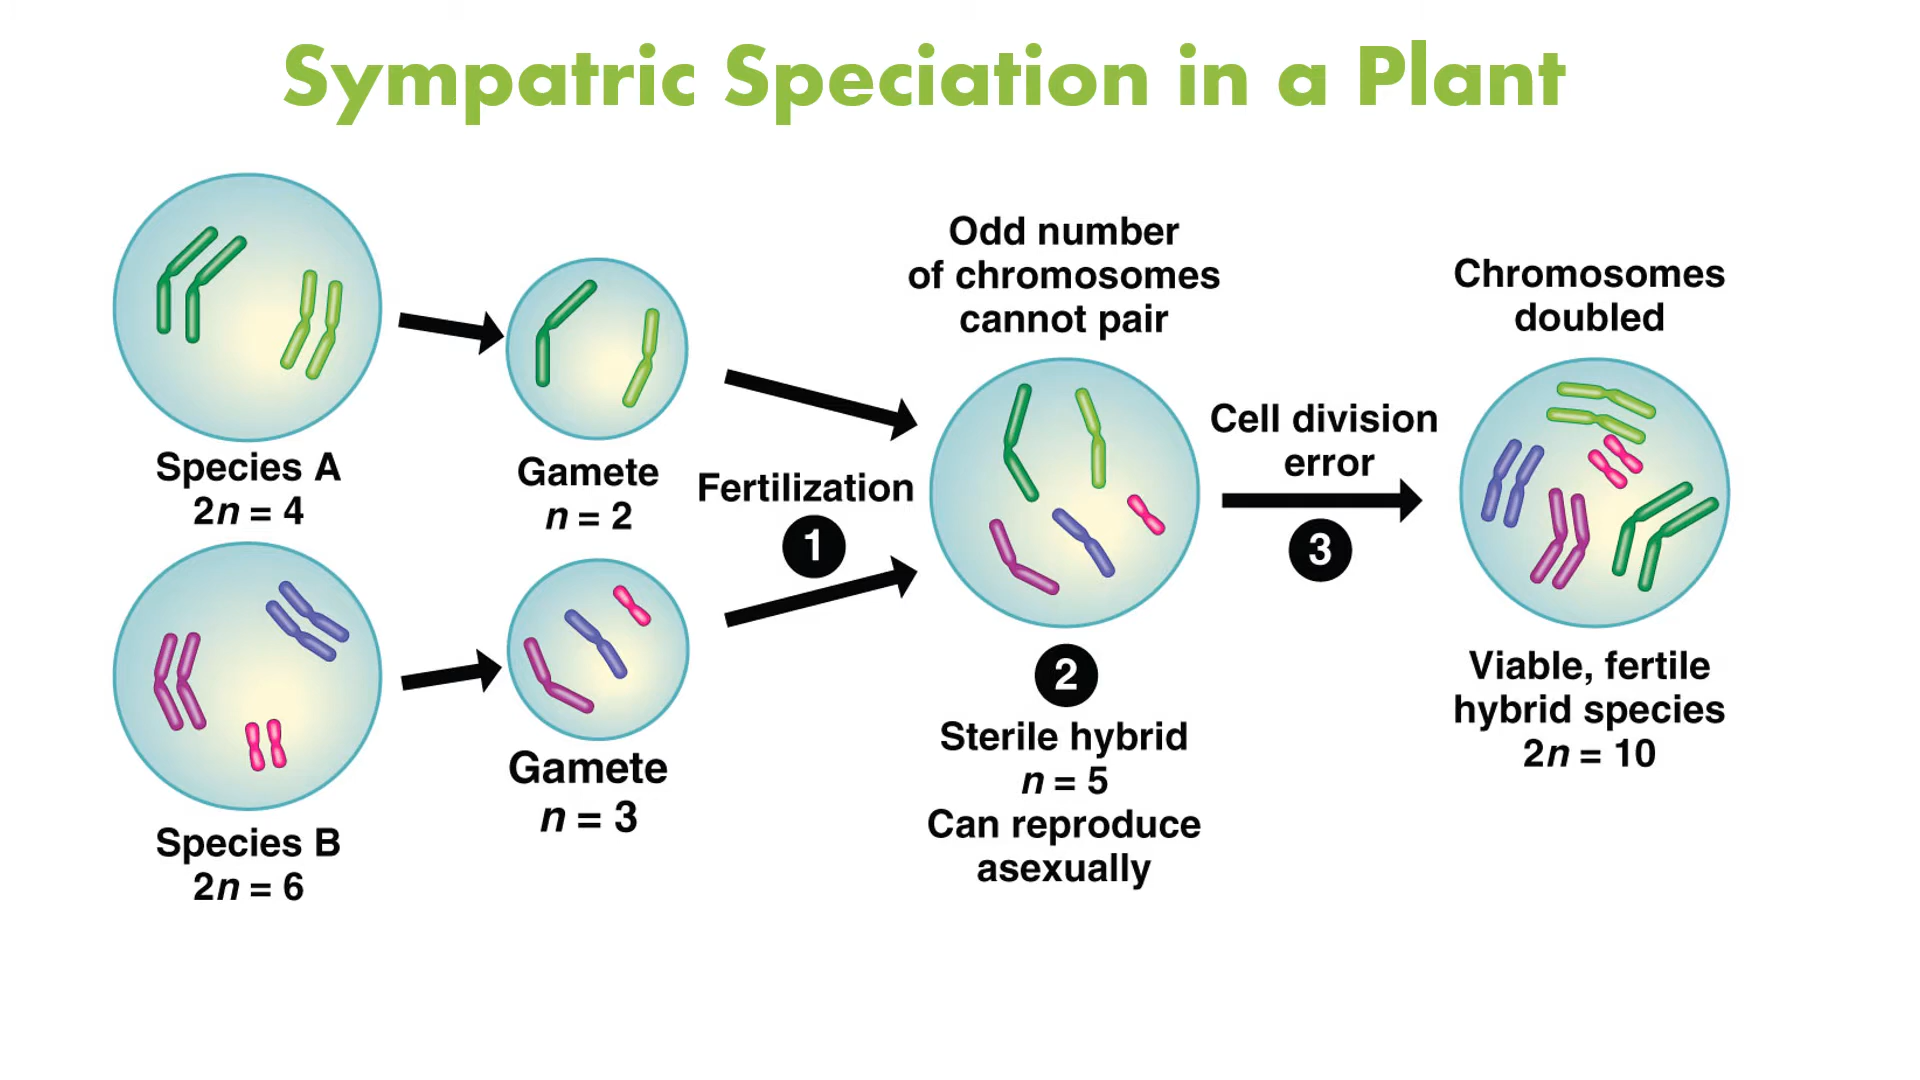 Sympatric Speciation in a Plant
Species A
2n = 4
Gamete
n = 2
Species B
2n = 6
Gamete
n = 3
Fertilization
1
Odd number
of chromosomes
cannot pair
2
Sterile hybrid
n = 5
Can reproduce
asexually
Cell division
error
3
Chromosomes
doubled
Viable, fertile
hybrid species
2n = 10